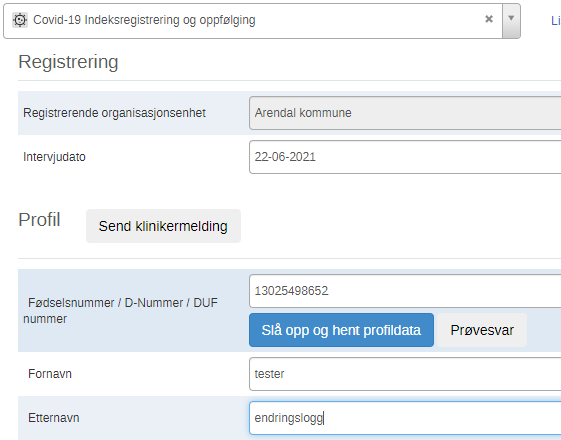 Covid-19 Indeksregistrering og oppfølging
Li
Registrering
Registrerende organisasjonsenhet
Arendal kommune
Intervjudato
22-06-2021
Profil
Send klinikermelding
Fødselsnummer / D-Nummer / DUF
nummer
13025498652
Slå opp og hent profildata
Prøvesvar
Fornavn
tester
Etternavn
endringslogg